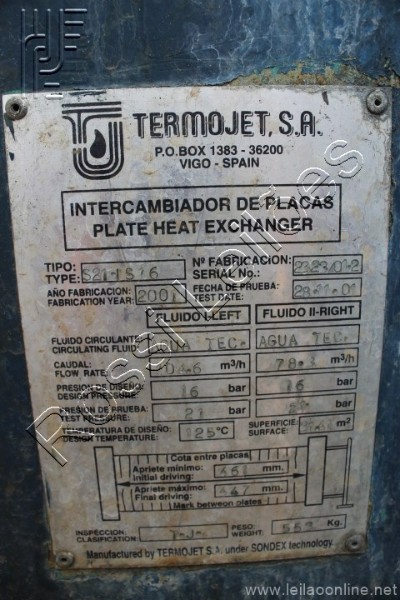 TERMOJET, S.A.
P.O.BOX 1383 - 36200
VIGO - SPAIN
INTERCAMBIADOR DE PLACAS
PLATE HEAT EXCHANGER
TIPO:
TYPE:
Nº FABRICACION:
SERIAL No.:
AÑO FABRICACION:
FABRICATION YEAR: 2001
FECHA DE PRUEBA:
TEST DATE:
FLUIDO I-LEFT FLUIDO II-RIGHT
FLUIDO CIRCULANTE:
CIRCULATING FLUID: AGUA TEC. AGUA TEC.
CAUDAL:
FLOW RATE: m³/h m³/h
PRESION DE DISEÑO:
DESIGN PRESSURE: 16 bar 16 bar
PRESION DE PRUEBA:
TEST PRESSURE: 21 bar bar
TEMPERATURA DE DISEÑO:
DESIGN TEMPERATURE: °C
SUPERFICIE:
SURFACE: m²
Cota entre placas
Apriete mínimo:
Initial driving: mm.
Apriete máximo:
Final driving: mm.
Mark between plates
INSPECCION:
CLASIFICATION:
PESO:
WEIGHT: Kg.
Manufactured by TERMOJET S.A. under SONDEX technology.
Rossi Leilões
www.leilaoonline.net